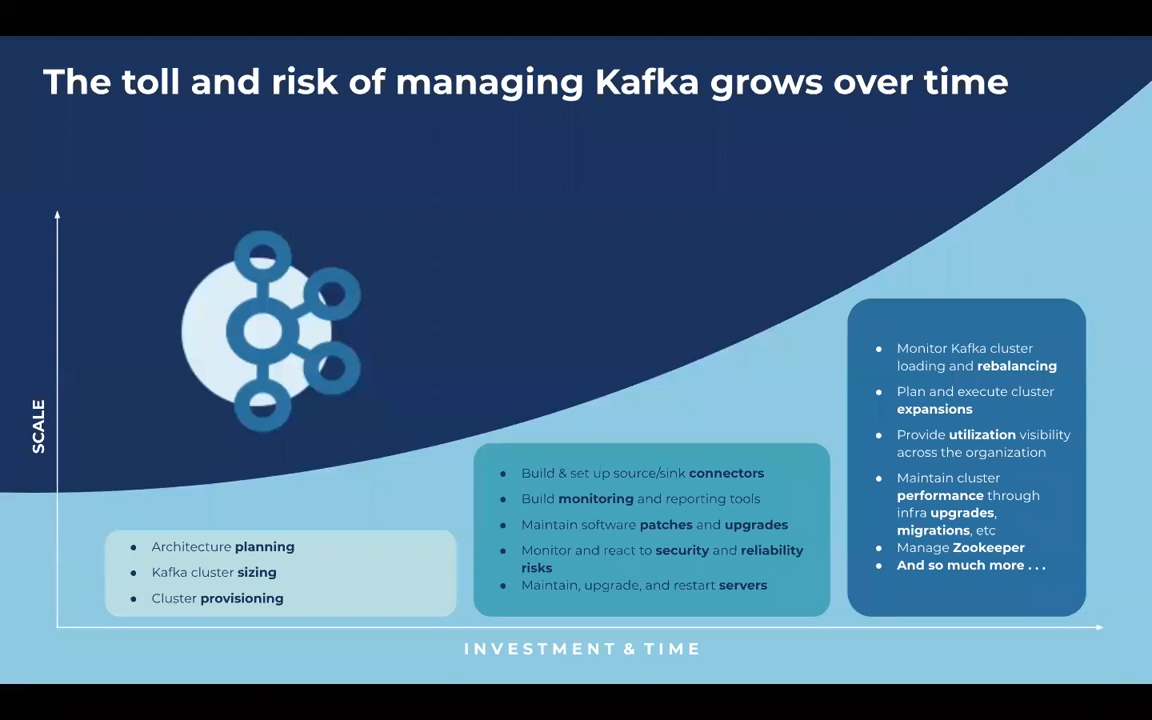 The toll and risk of managing Kafka grows over time
SCALE
Architecture planning
Kafka cluster sizing
Cluster provisioning
Build & set up source/sink connectors
Build monitoring and reporting tools
Maintain software patches and upgrades
Monitor and react to security and reliability
risks
Maintain, upgrade, and restart servers
Monitor Kafka cluster
loading and rebalancing
Plan and execute cluster
expansions
Provide utilization visibility
across the organization
Maintain cluster
performance through
infra upgrades,
migrations, etc
Manage Zookeeper
And so much more . . .
INVESTMENT & TIME